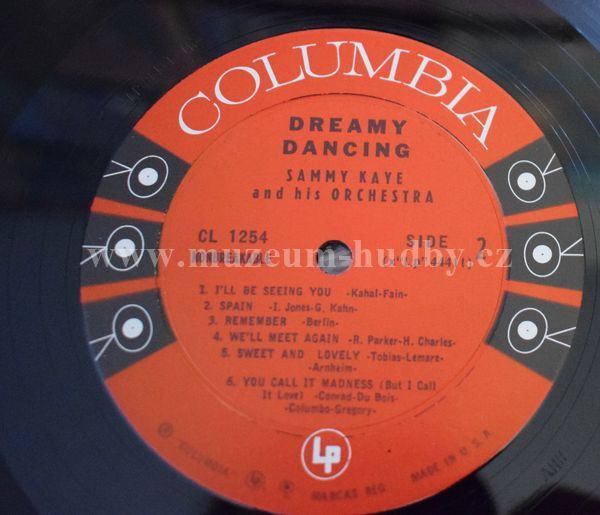 COLUMBIA
DREAMY
DANCING
SAMMY KAYE
and his ORCHESTRA
CL 1254
SIDE 2
NONBREAKABLE
www.muzeum-hudby.cz
1. I'LL BE SEEING YOU -Kahal-Fain-
2. SPAIN -I. Jones-G. Kahn-
3. REMEMBER -Berlin-
4. WE'LL MEET AGAIN -R. Parker-H. Charles-
5. SWEET AND LOVELY -Tobias-Lemare-
-Arnheim-
6. YOU CALL IT MADNESS (But I Call
It Love) -Conrad-Du Bois-
-Columbo-Gregory-
Lp
"COLUMBIA" MARCAS REG. MADE IN U.S.A.